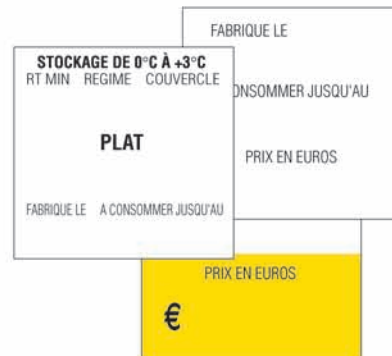 STOCKAGE DE 0°C À +3°C
RT MIN REGIME COUVERCLE
PLAT
FABRIQUE LE A CONSOMMER JUSQU'AU
FABRIQUE LE
ONSOMMER JUSQU'AU
PRIX EN EUROS
PRIX EN EUROS
€